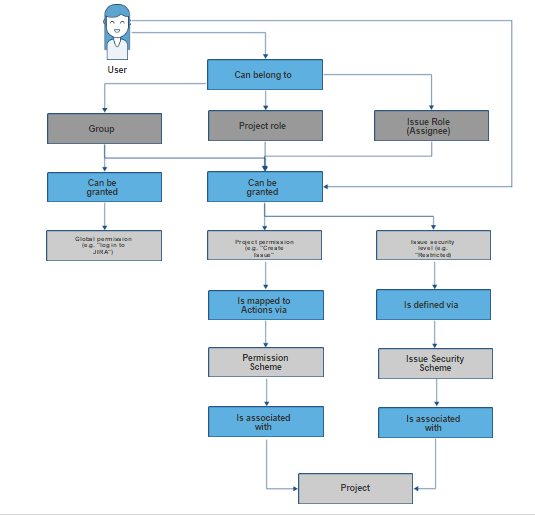 User
Can belong to
Group
Project role
Issue Role
(Assignee)
Can be
granted
Can be
granted
Global permission
(e.g. "log in to
JIRA")
Project permission
(e.g. "Create
Issue"
Issue security
level (e.g.
"Restricted)
Is mapped to
Actions via
Is defined via
Permission
Scheme
Issue Security
Scheme
Is associated
with
Is associated
with
Project